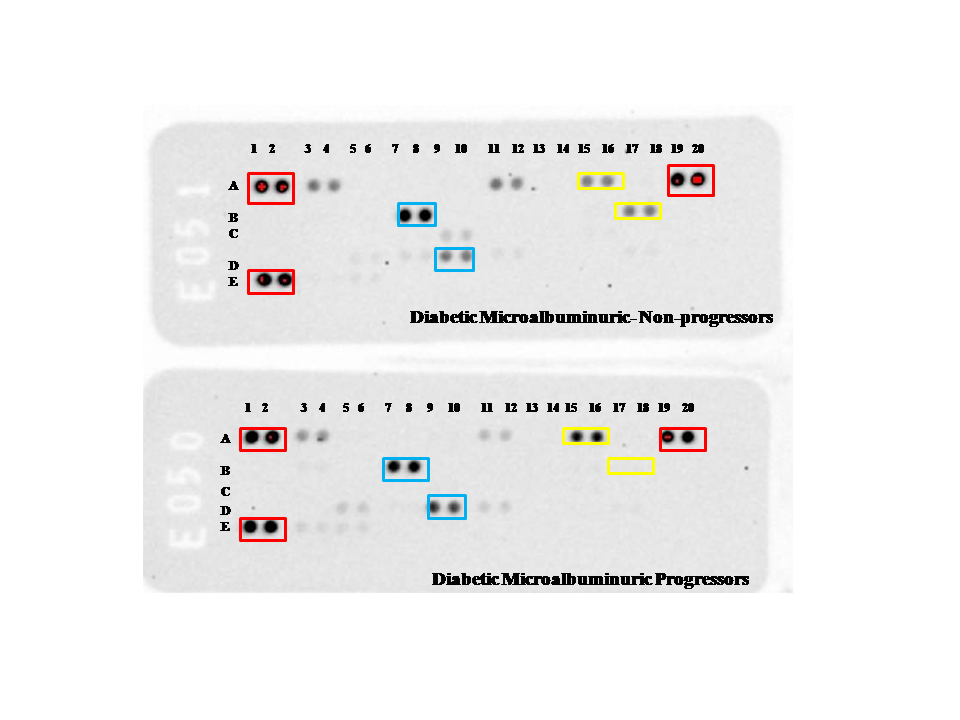 1 2 3 4 5 6 7 8 9 10 11 12 13 14 15 16 17 18 19 20
A
B
C
D
E
E051
Diabetic Microalbuminuric- Non-progressors
1 2 3 4 5 6 7 8 9 10 11 12 13 14 15 16 17 18 19 20
A
B
C
D
E
E050
Diabetic Microalbuminuric Progressors